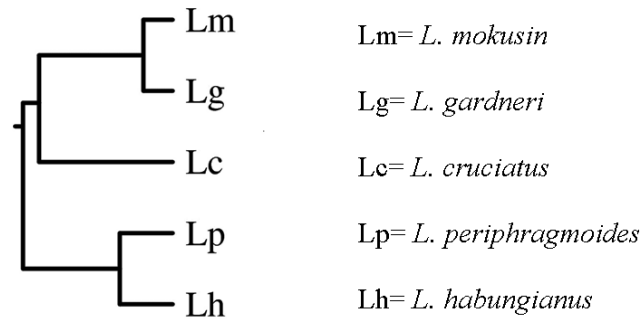 Lm Lm= L. mokusin
Lg Lg= L. gardneri
Lc Lc= L. cruciatus
Lp Lp= L. periphragmoides
Lh Lh= L. habungianus